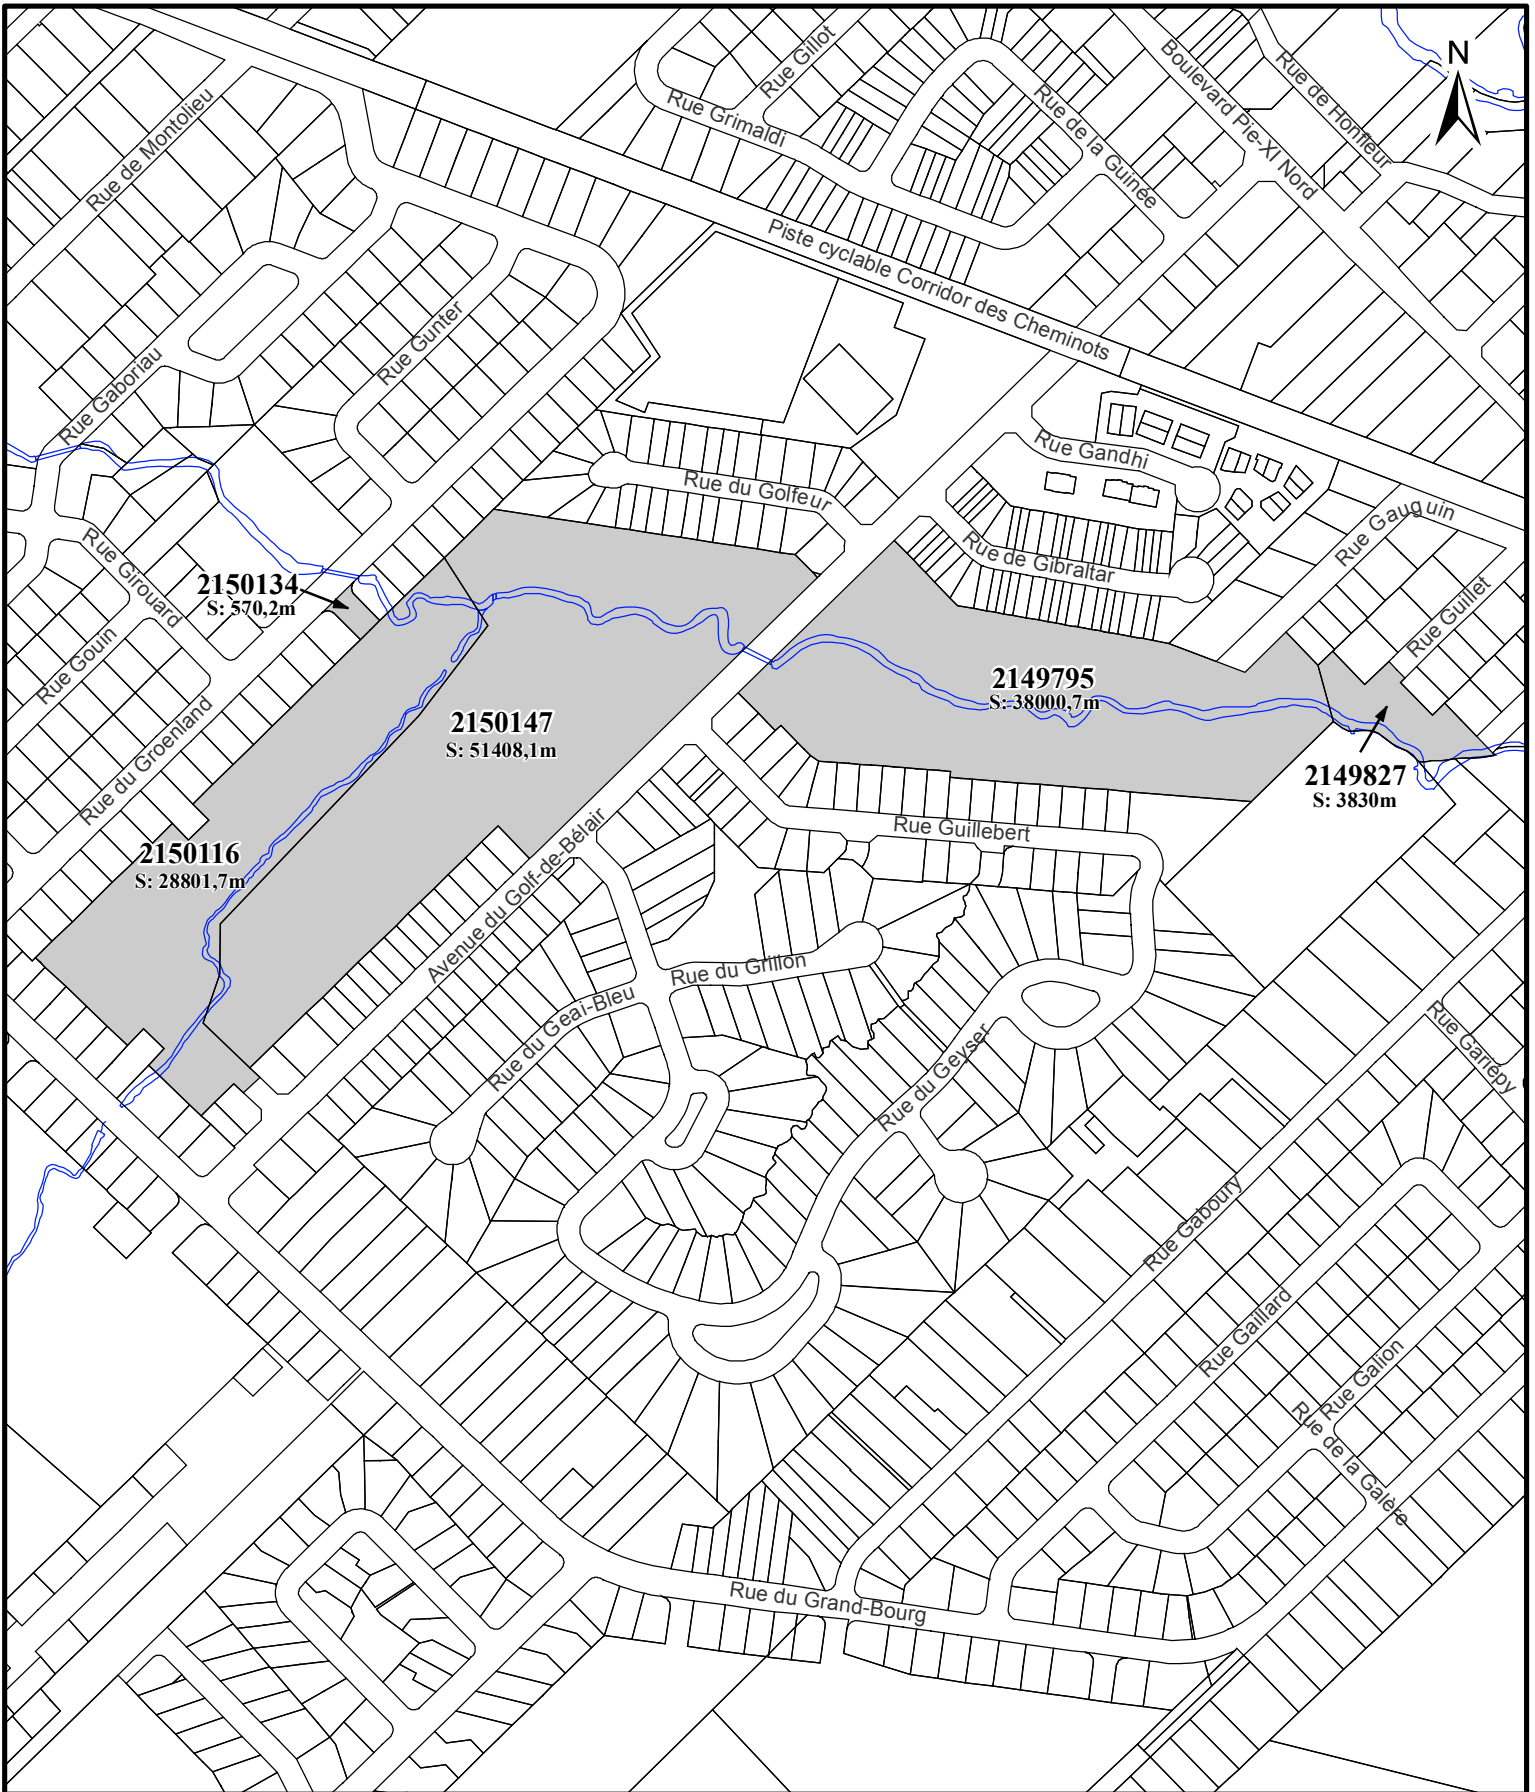 N
Rue Gillot
Rue Grimaldi
Rue de la Guinée
Boulevard Pie-XI Nord
Rue de Honfleur
Rue de Montolieu
Piste cyclable Corridor des Cheminots
Rue Gunter
Rue Gaboriau
Rue Gandhi
Rue du Golfeur
Rue Gauguin
Rue de Gibraltar
Rue Girouard
2150134
S: 570,2m
Rue Guillet
Rue Gouin
2149795
S: 38000,7m
2150147
S: 51408,1m
Rue du Groenland
2149827
S: 3830m
Rue Guillebert
2150116
S: 28801,7m
Avenue du Golf-de-Bélair
Rue du Grillon
Rue du Geai-Bleu
Rue du Geyser
Rue Gariépy
Rue Gaboury
Rue Gaillard
Rue Galion
Rue de la Galère
Rue du Grand-Bourg